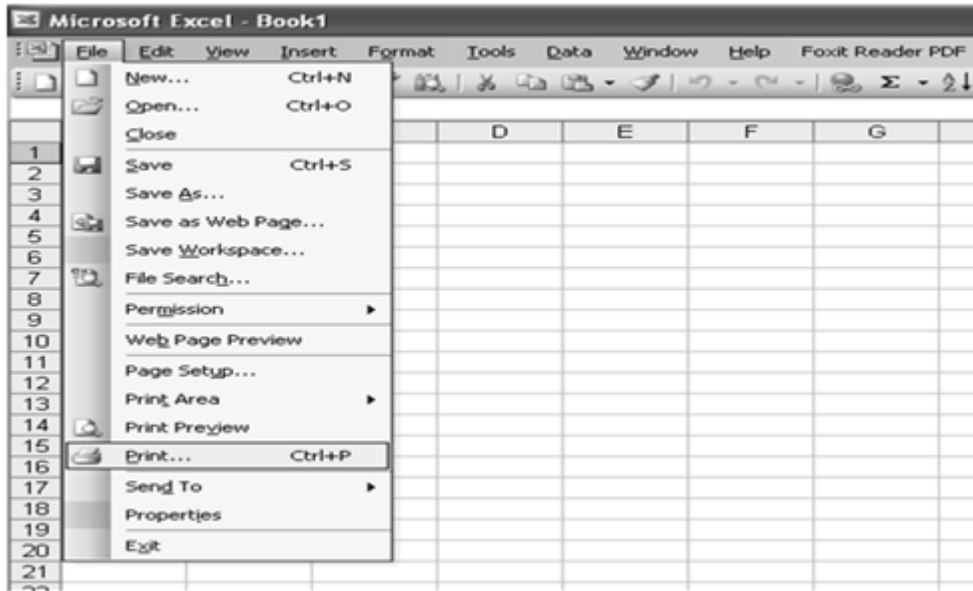 Microsoft Excel - Book1
File Edit View Insert Format Tools Data Window Help Foxit Reader PDF
New... Ctrl+N
Open... Ctrl+O
Close
Save Ctrl+S
Save As...
Save as Web Page...
Save Workspace...
File Search...
Permission
Web Page Preview
Page Setup...
Print Area
Print Preview
Print... Ctrl+P
Send To
Properties
Exit
D E F G
1
2
3
4
5
6
7
8
9
10
11
12
13
14
15
16
17
18
19
20
21